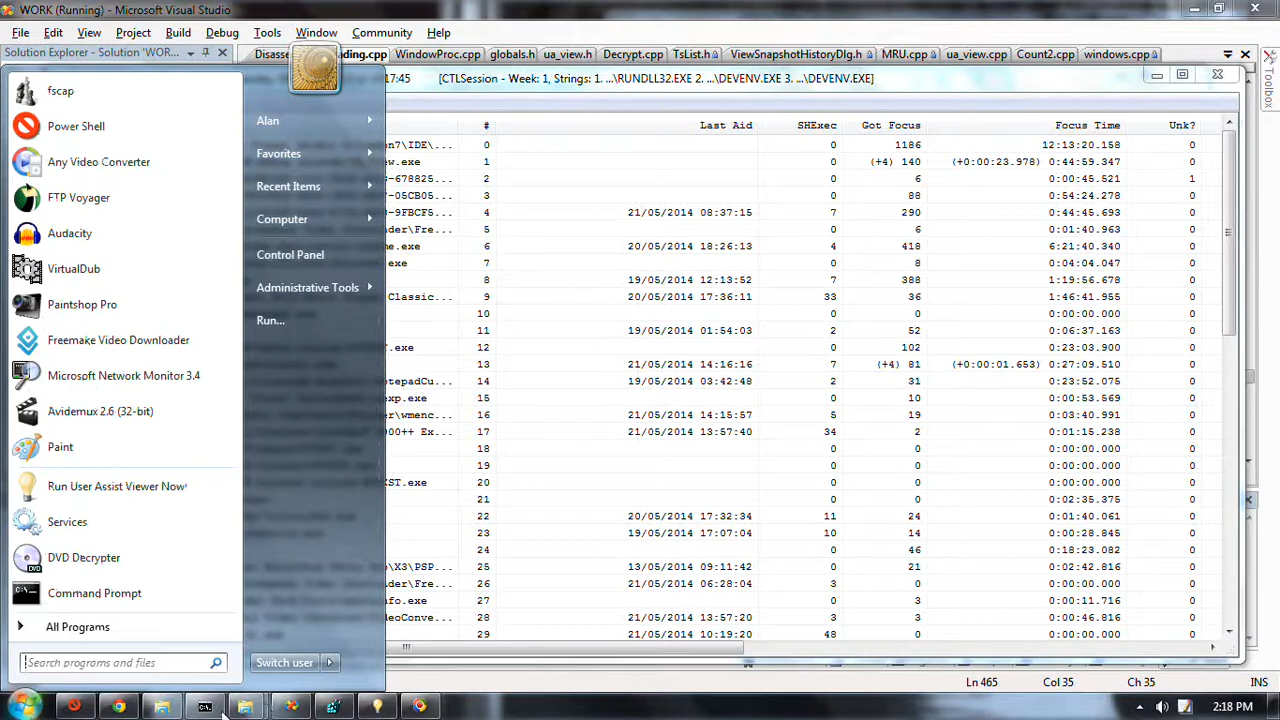 WORK (Running) - Microsoft Visual Studio
File Edit View Project Build Debug Tools Window Community Help
Solution Explorer - Solution 'WOR...
WindowProc.cpp globals.h ua_view.h Decrypt.cpp TsList.h ViewSnapshotHistoryDlg.h MRU.cpp ua_view.cpp Count2.cpp windows.cpp
17:45 [CTLSession - Week: 1, Strings: 1. ...\RUNDLL32.EXE 2. ...\DEVENV.EXE 3. ...\DEVENV.EXE]
Toolbox
fscap
Power Shell
Any Video Converter
FTP Voyager
Audacity
VirtualDub
Paintshop Pro
Freemake Video Downloader
Microsoft Network Monitor 3.4
Avidemux 2.6 (32-bit)
Paint
Run User Assist Viewer Now!
Services
DVD Decrypter
Command Prompt
All Programs
Search programs and files
Alan
Favorites
Recent Items
Computer
Control Panel
Administrative Tools
Run...
Switch user
# Last Aid SHExec Got Focus Focus Time Unk?
0 0 1186 12:13:20.158 0
1 0 (+4) 140 (+0:00:23.978) 0:44:59.347 0
2 0 6 0:00:45.521 1
3 0 88 0:54:24.278 0
4 21/05/2014 08:37:15 7 290 0:44:45.693 0
5 0 6 0:01:40.963 0
6 20/05/2014 18:26:13 4 418 6:21:40.340 0
7 0 8 0:04:04.047 0
8 19/05/2014 12:13:52 7 388 1:19:56.678 0
9 20/05/2014 17:36:11 33 36 1:46:41.955 0
10 0 0 0:00:00.000 0
11 19/05/2014 01:54:03 2 52 0:06:37.163 0
12 0 102 0:23:03.900 0
13 21/05/2014 14:16:16 7 (+4) 81 (+0:00:01.653) 0:27:09.510 0
14 19/05/2014 03:42:48 2 31 0:23:52.075 0
15 0 10 0:00:53.569 0
16 21/05/2014 14:15:57 5 19 0:03:40.991 0
17 21/05/2014 13:57:40 34 2 0:01:15.238 0
18 0 0 0:00:00.000 0
19 0 0 0:00:00.000 0
20 0 0 0:00:00.000 0
21 0 0 0:02:35.375 0
22 20/05/2014 17:32:34 11 24 0:01:40.061 0
23 19/05/2014 17:07:04 10 14 0:00:28.845 0
24 0 46 0:18:23.082 0
25 13/05/2014 09:11:42 0 21 0:02:42.816 0
26 21/05/2014 06:28:04 3 0 0:00:00.000 0
27 0 3 0:00:11.716 0
28 21/05/2014 13:57:20 3 3 0:00:46.816 0
29 21/05/2014 10:19:20 48 0 0:00:00.000 0
Ln 465 Col 35 Ch 35 INS
2:18 PM